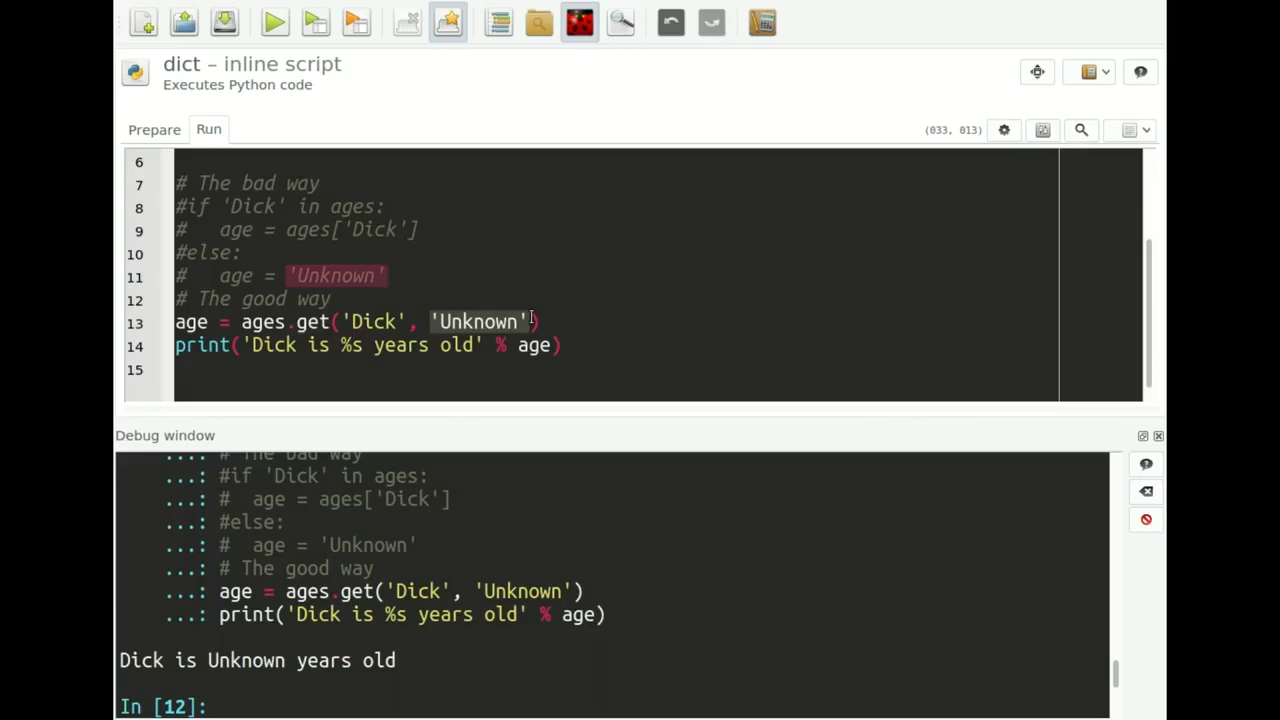 dict – inline script
Executes Python code
Prepare Run (033, 013)
6
7 # The bad way
8 #if 'Dick' in ages:
9 #   age = ages['Dick']
10 #else:
11 #   age = 'Unknown'
12 # The good way
13 age = ages.get('Dick', 'Unknown')
14 print('Dick is %s years old' % age)
15
Debug window
...: # The bad way
...: #if 'Dick' in ages:
...: #  age = ages['Dick']
...: #else:
...: #  age = 'Unknown'
...: # The good way
...: age = ages.get('Dick', 'Unknown')
...: print('Dick is %s years old' % age)
Dick is Unknown years old
In [12]: